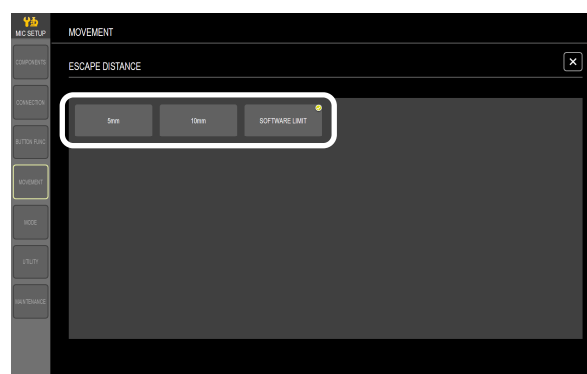 MIC SETUP
MOVEMENT
COMPONENTS
ESCAPE DISTANCE
CONNECTION
5mm
10mm
SOFTWARE LIMIT
BUTTON FUNC
MOVEMENT
MODE
UTILITY
MAINTENANCE